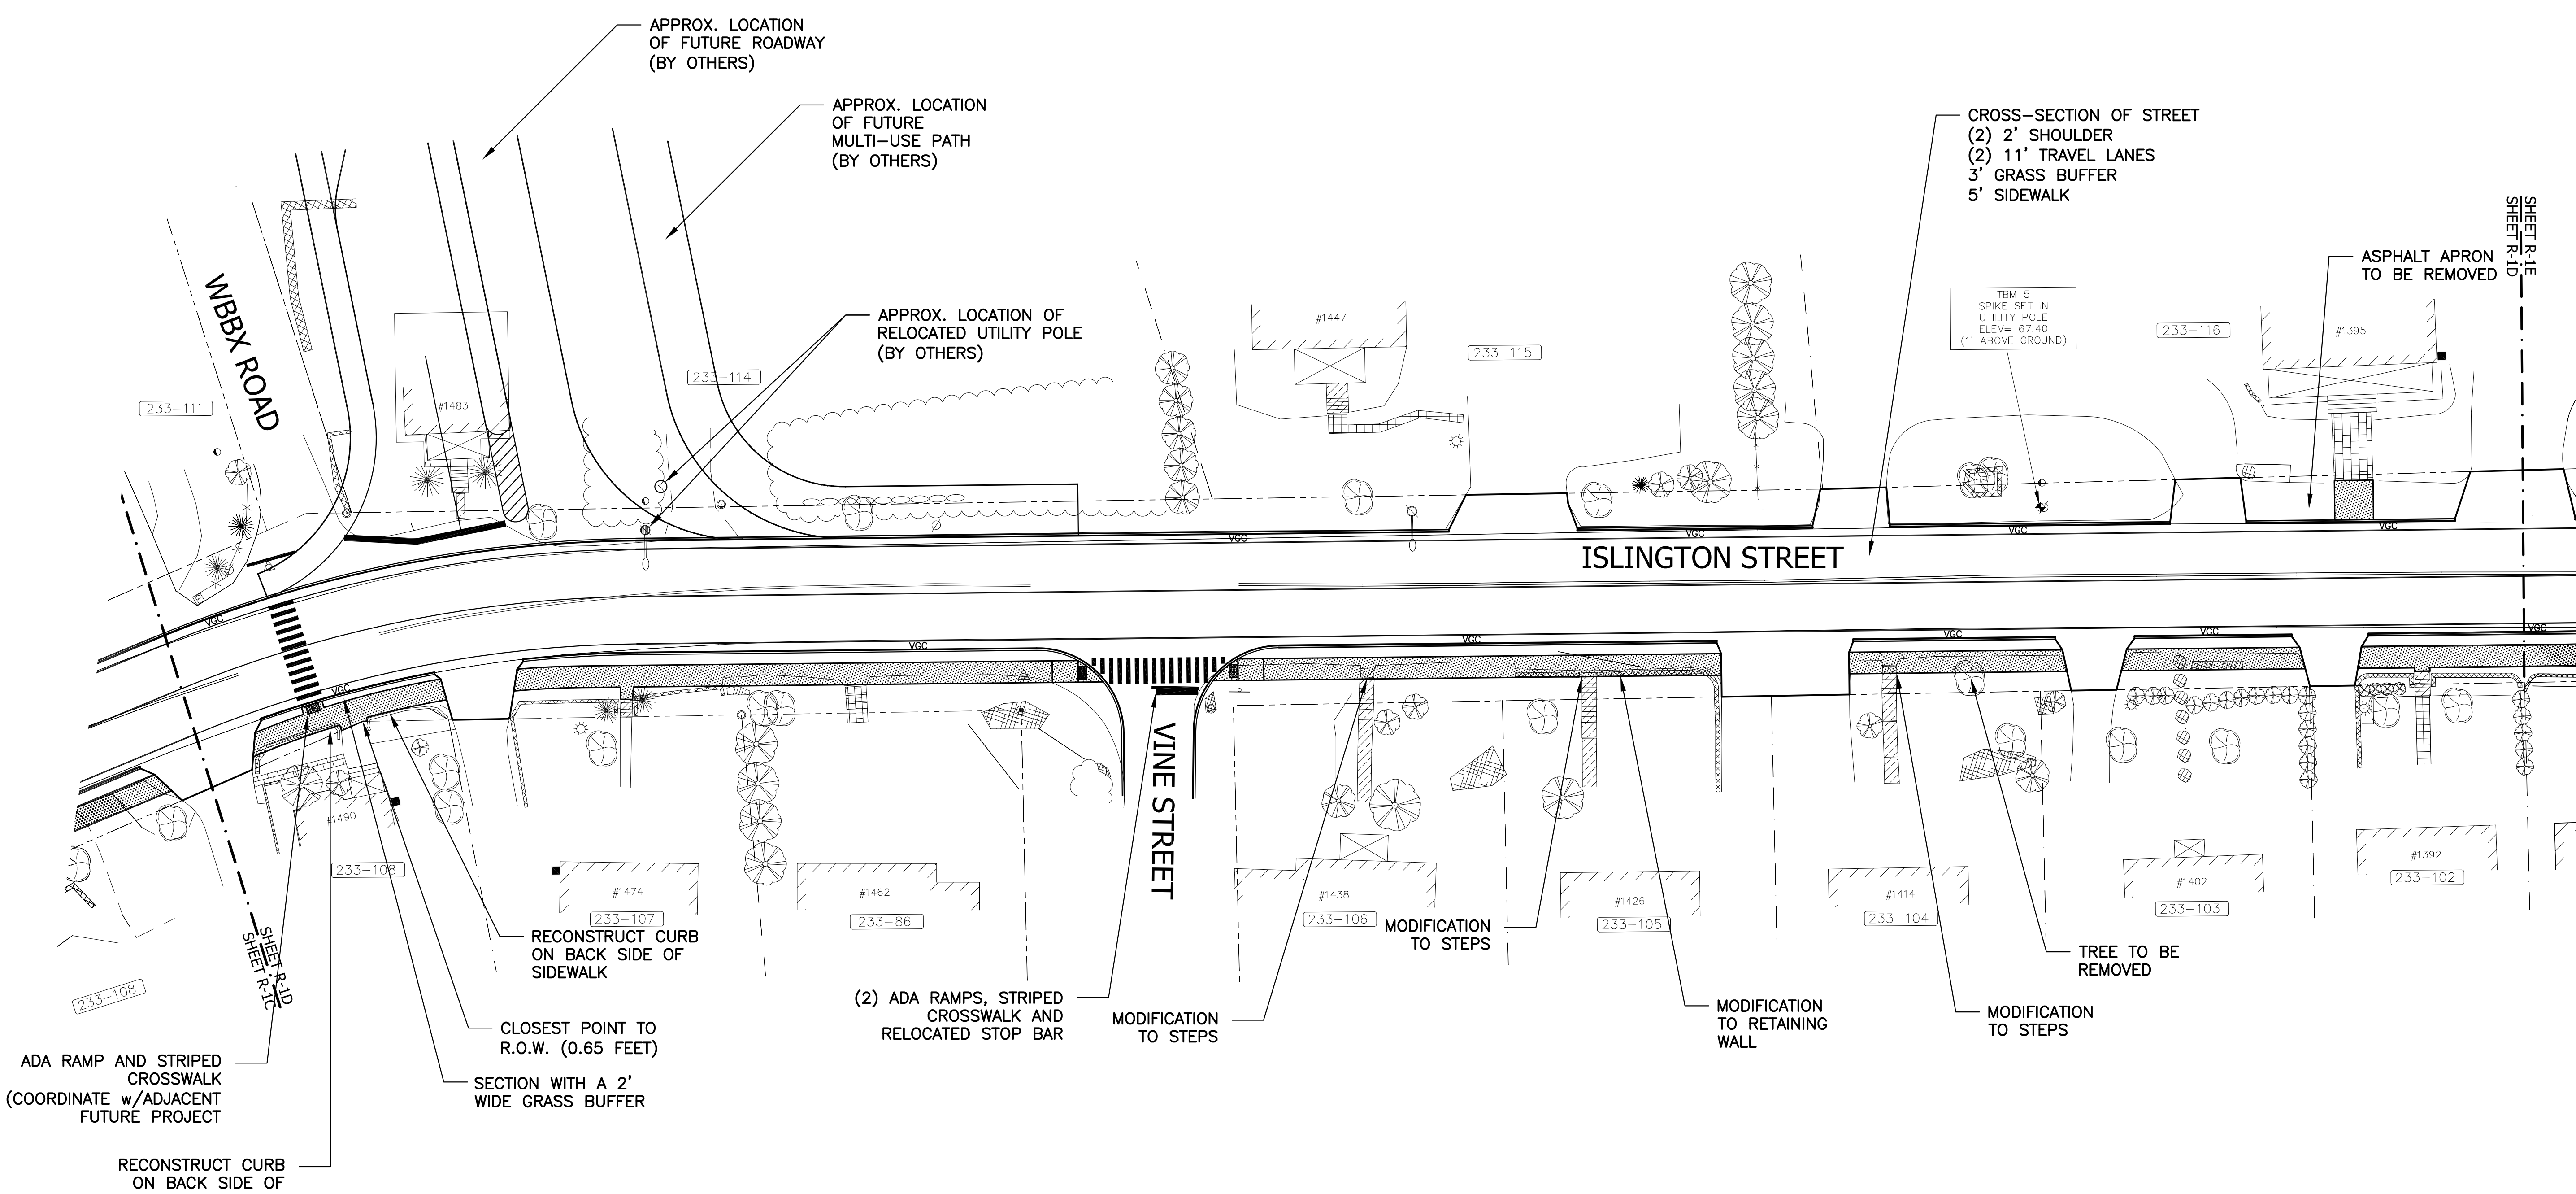 APPROX. LOCATION
OF FUTURE ROADWAY
(BY OTHERS)
APPROX. LOCATION
OF FUTURE
MULTI-USE PATH
(BY OTHERS)
CROSS-SECTION OF STREET
(2) 2' SHOULDER
(2) 11' TRAVEL LANES
3' GRASS BUFFER
5' SIDEWALK
SHEET R-1E
SHEET R-1D
ASPHALT APRON
TO BE REMOVED
WBBX ROAD
APPROX. LOCATION OF
RELOCATED UTILITY POLE
(BY OTHERS)
TBM 5
SPIKE SET IN
UTILITY POLE
ELEV= 67.40
(1' ABOVE GROUND)
#1447
233-115
233-116
#1395
233-114
233-111
#1483
VGC
VGC
VGC
VGC
ISLINGTON STREET
VGC
VGC
VGC
VGC
VGC
VGC
VGC
VINE STREET
#1490
233-108
#1474
233-107
#1462
233-86
#1438
233-106
#1426
233-105
#1414
233-104
#1402
233-103
#1392
233-102
SHEET R-1D
SHEET R-1C
233-108
RECONSTRUCT CURB
ON BACK SIDE OF
SIDEWALK
MODIFICATION
TO STEPS
TREE TO BE
REMOVED
(2) ADA RAMPS, STRIPED
CROSSWALK AND
RELOCATED STOP BAR
MODIFICATION
TO STEPS
MODIFICATION
TO RETAINING
WALL
MODIFICATION
TO STEPS
CLOSEST POINT TO
R.O.W. (0.65 FEET)
SECTION WITH A 2'
WIDE GRASS BUFFER
ADA RAMP AND STRIPED
CROSSWALK
(COORDINATE w/ADJACENT
FUTURE PROJECT
RECONSTRUCT CURB
ON BACK SIDE OF